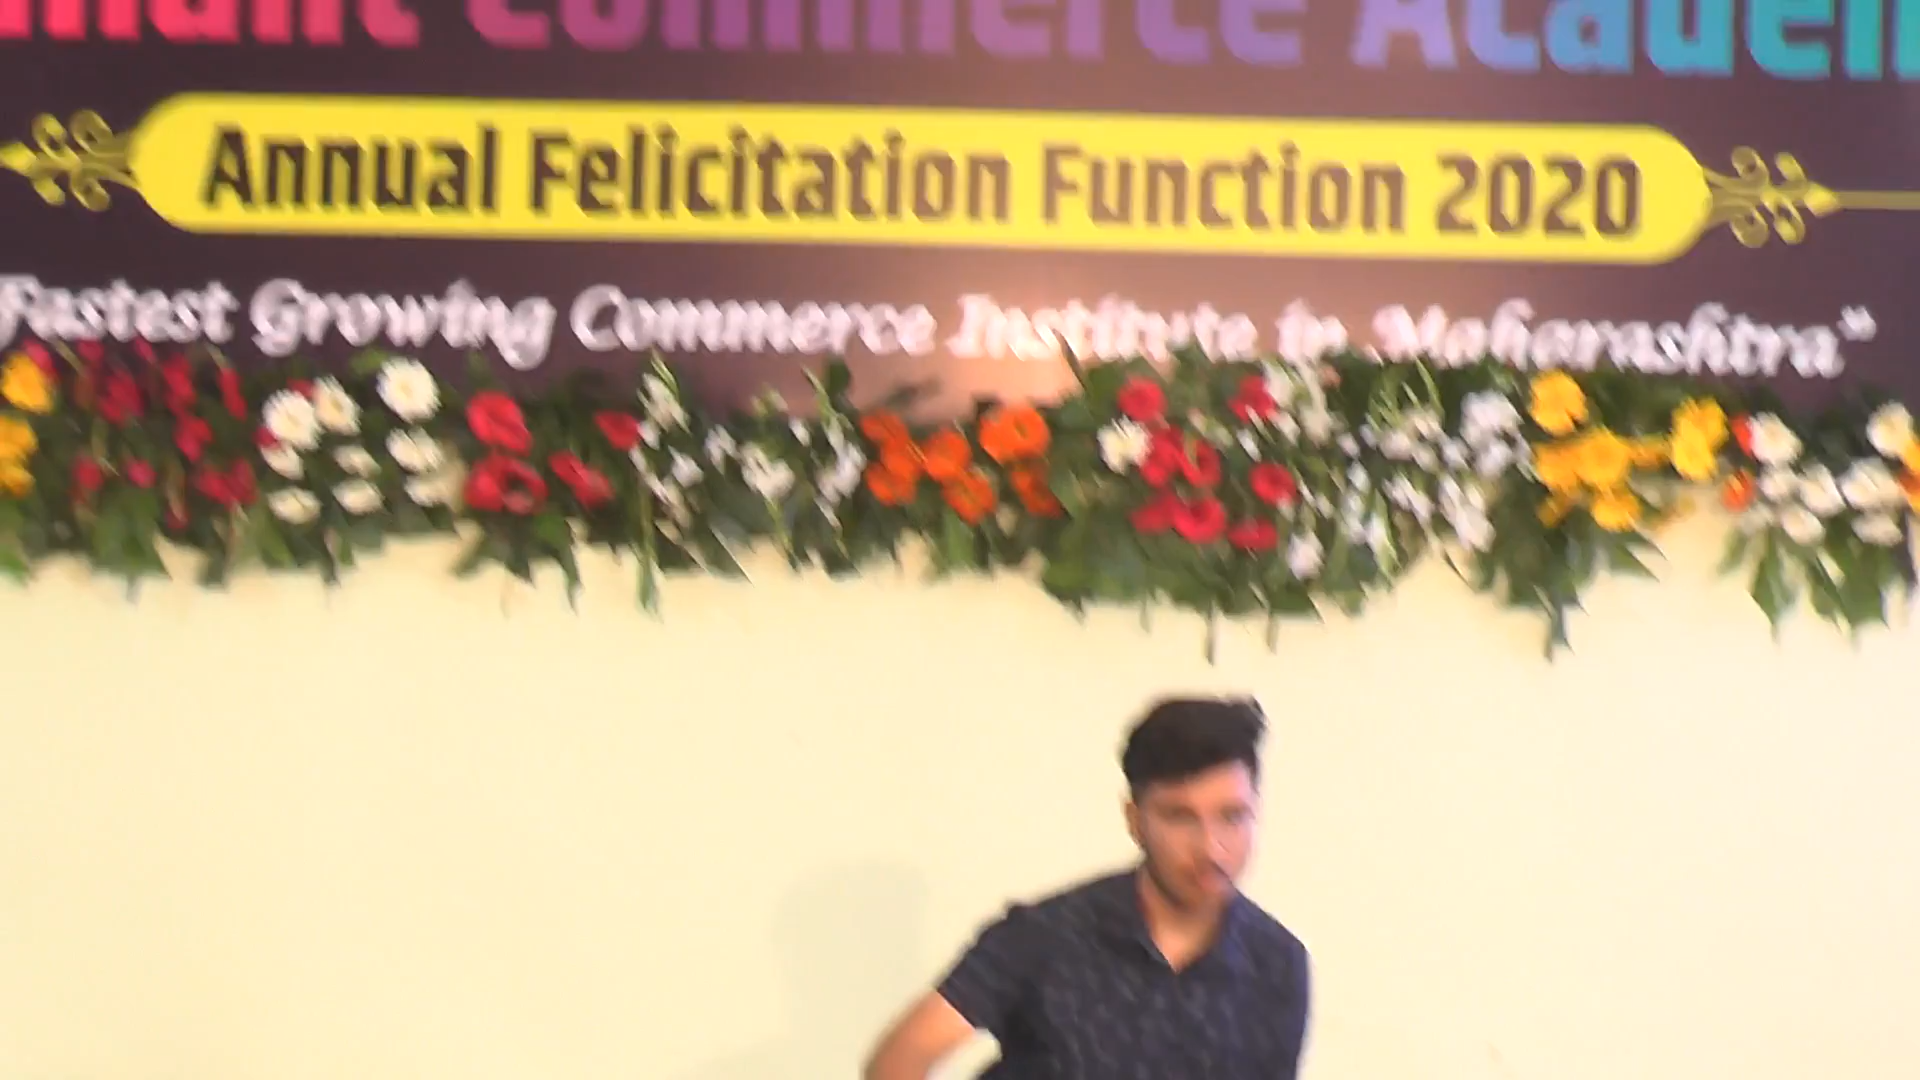 Commerce
Annual Felicitation Function 2020
Fastest Growing Commerce Institute in Maharashtra"